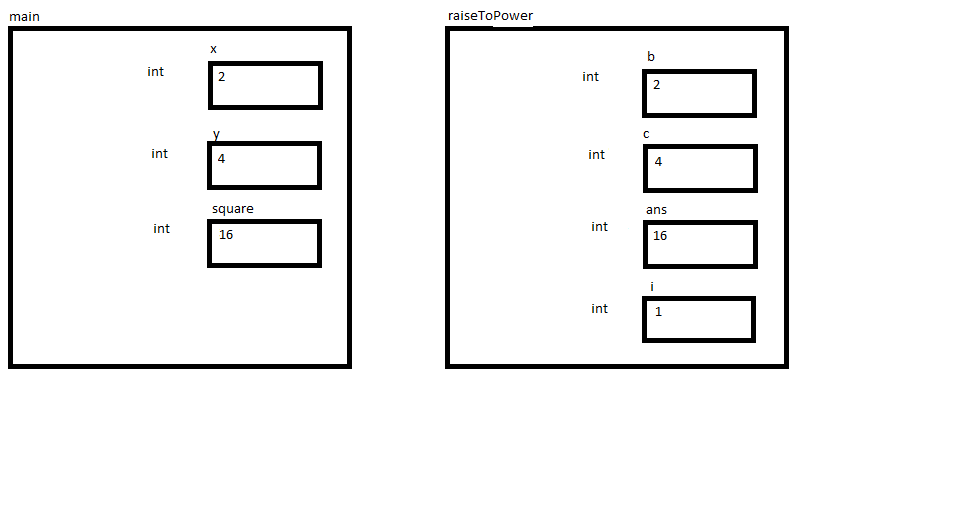 main
x
int
2
y
int
4
square
int
16
raiseToPower
b
int
2
c
int
4
ans
int
16
i
int
1